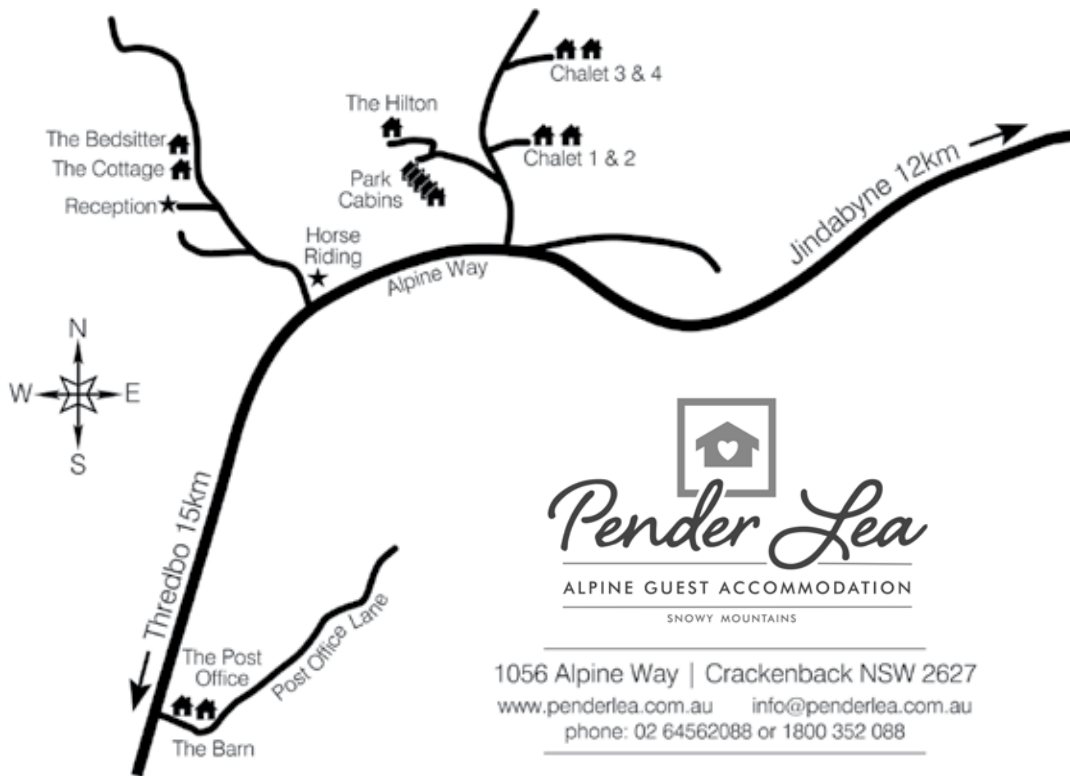 Chalet 3 & 4
The Hilton
The Bedsitter
Chalet 1 & 2
The Cottage
Park
Cabins
Reception
Jindabyne 12km
Horse
Riding
Alpine Way
N
W
E
S
Thredbo 15km
Pender Lea
ALPINE GUEST ACCOMMODATION
SNOWY MOUNTAINS
Post Office Lane
The Post
Office
The Barn
1056 Alpine Way | Crackenback NSW 2627
www.penderlea.com.au info@penderlea.com.au
phone: 02 64562088 or 1800 352 088